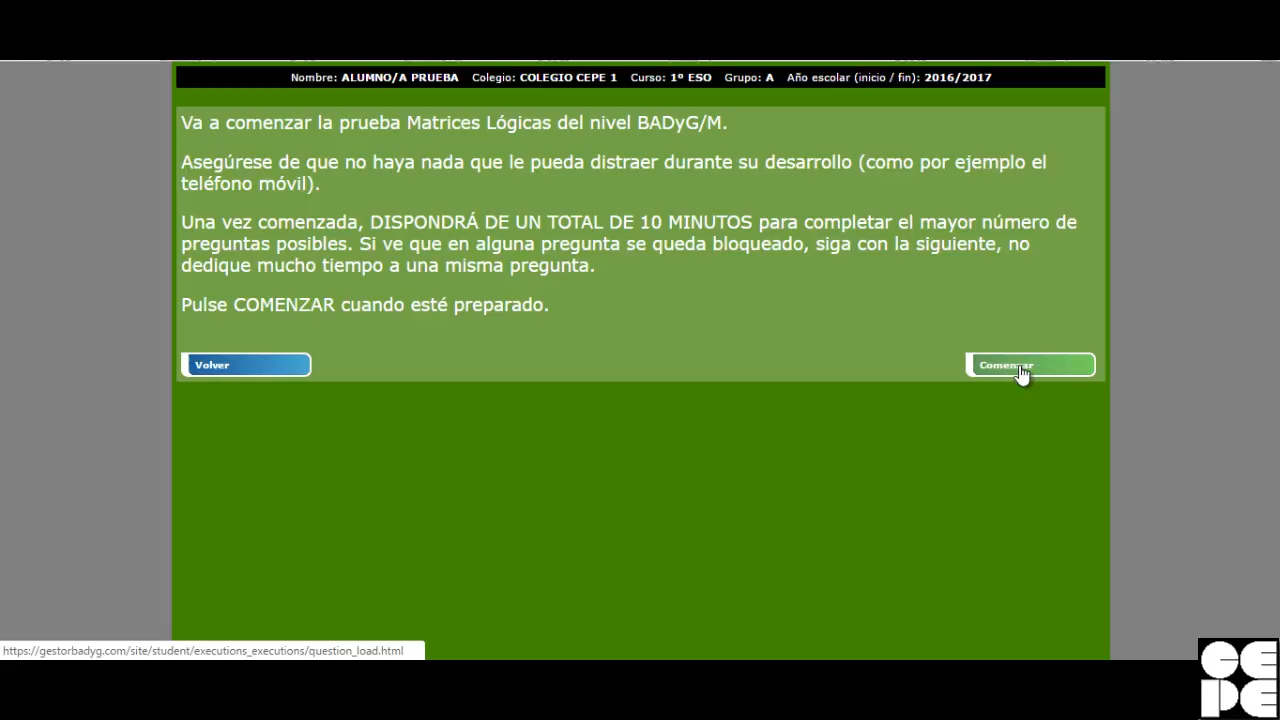 Nombre: ALUMNO/A PRUEBA Colegio: COLEGIO CEPE 1 Curso: 1º ESO Grupo: A Año escolar (inicio / fin): 2016/2017
Va a comenzar la prueba Matrices Lógicas del nivel BADyG/M.
Asegúrese de que no haya nada que le pueda distraer durante su desarrollo (como por ejemplo el
teléfono móvil).
Una vez comenzada, DISPONDRÁ DE UN TOTAL DE 10 MINUTOS para completar el mayor número de
preguntas posibles. Si ve que en alguna pregunta se queda bloqueado, siga con la siguiente, no
dedique mucho tiempo a una misma pregunta.
Pulse COMENZAR cuando esté preparado.
Volver Comenzar
https://gestorbadyg.com/site/student/executions_executions/question_load.html
CE
PE